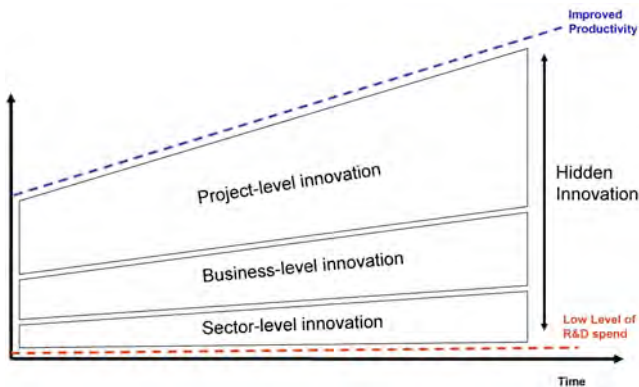 Improved
Productivity
Project-level innovation
Hidden
Innovation
Business-level innovation
Sector-level innovation
Low Level of
R&D spend
Time